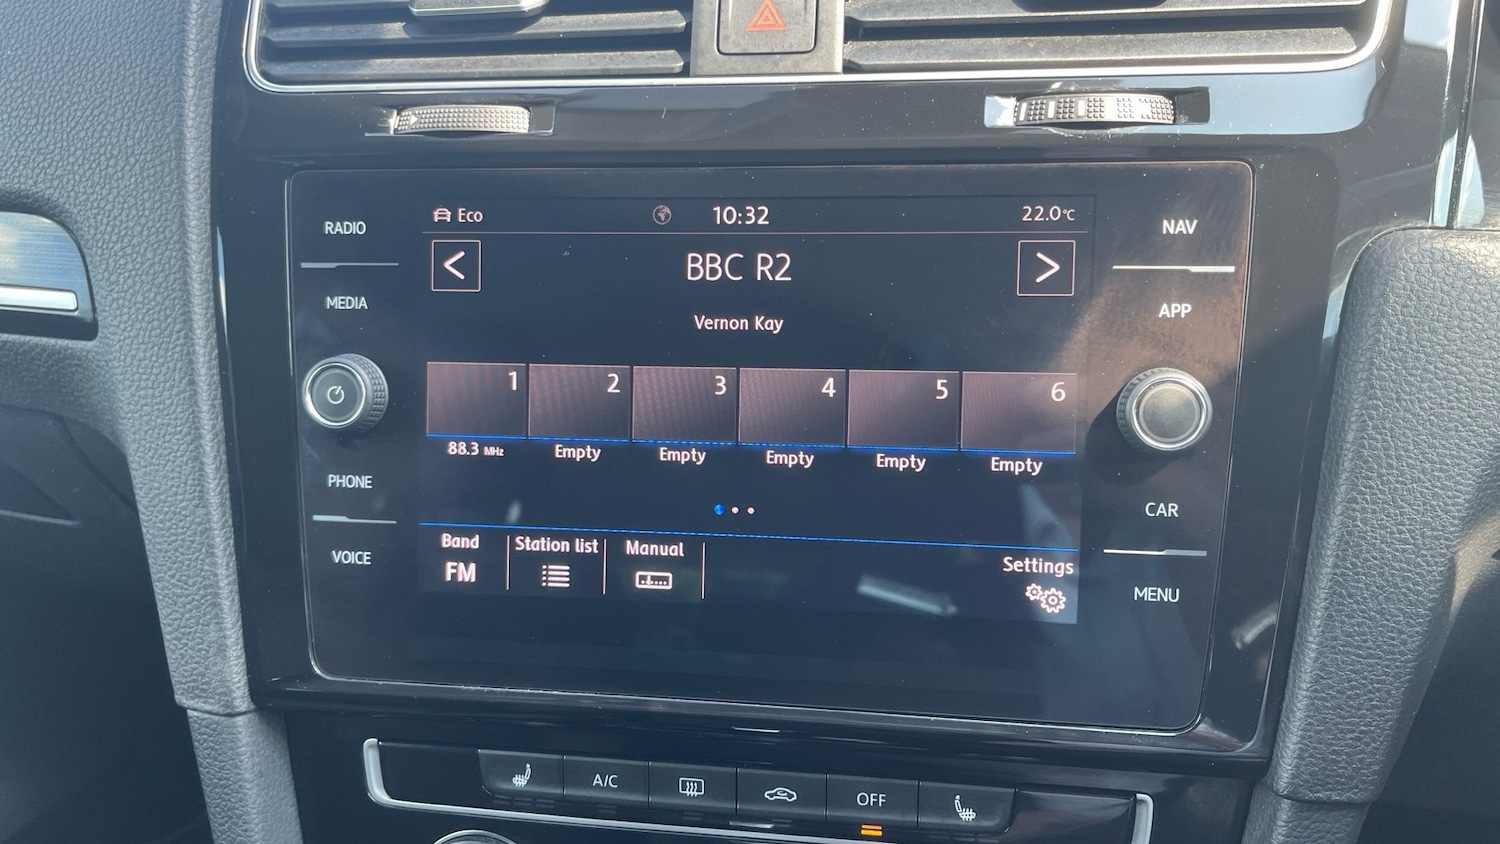 RADIO
MEDIA
PHONE
VOICE
Eco
10:32
22.0°C
<
BBC R2
>
Vernon Kay
1
2
3
4
5
6
88.3 MHz
Empty
Empty
Empty
Empty
Empty
Band
FM
Station list
Manual
Settings
NAV
APP
CAR
MENU
A/C
OFF